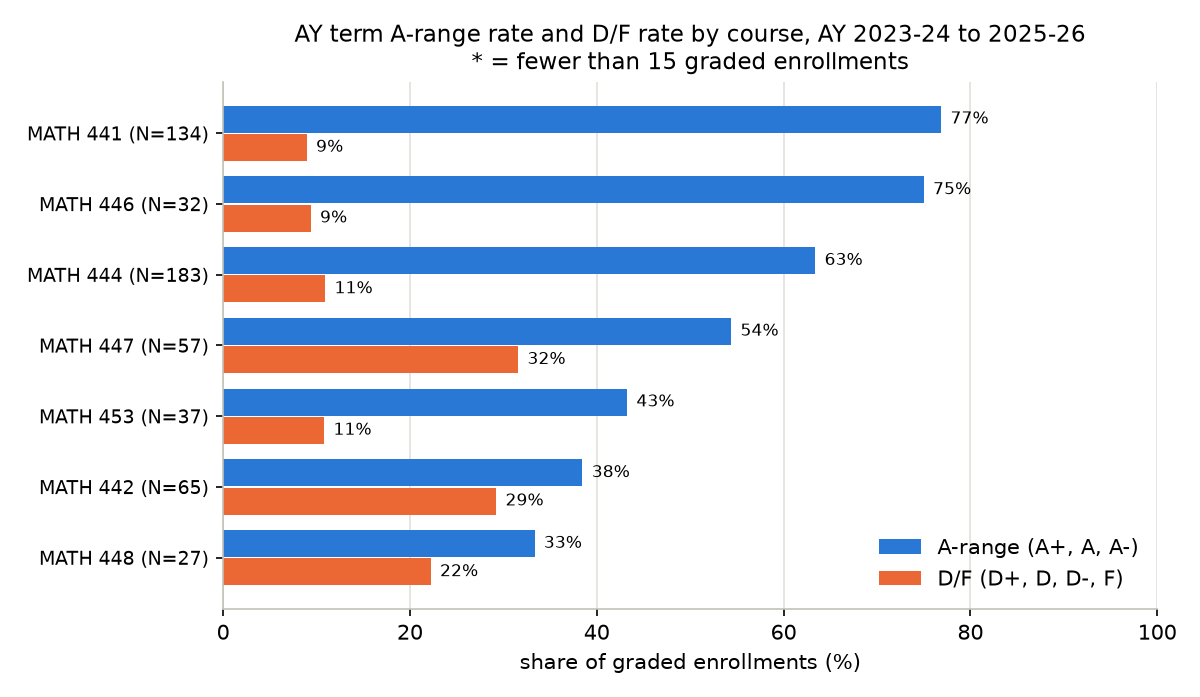 AY term A-range rate and D/F rate by course, AY 2023-24 to 2025-26
* = fewer than 15 graded enrollments
MATH 441 (N=134)
77%
9%
MATH 446 (N=32)
75%
9%
MATH 444 (N=183)
63%
11%
MATH 447 (N=57)
54%
32%
MATH 453 (N=37)
43%
11%
MATH 442 (N=65)
38%
29%
MATH 448 (N=27)
33%
22%
A-range (A+, A, A-)
D/F (D+, D, D-, F)
0 20 40 60 80 100
share of graded enrollments (%)